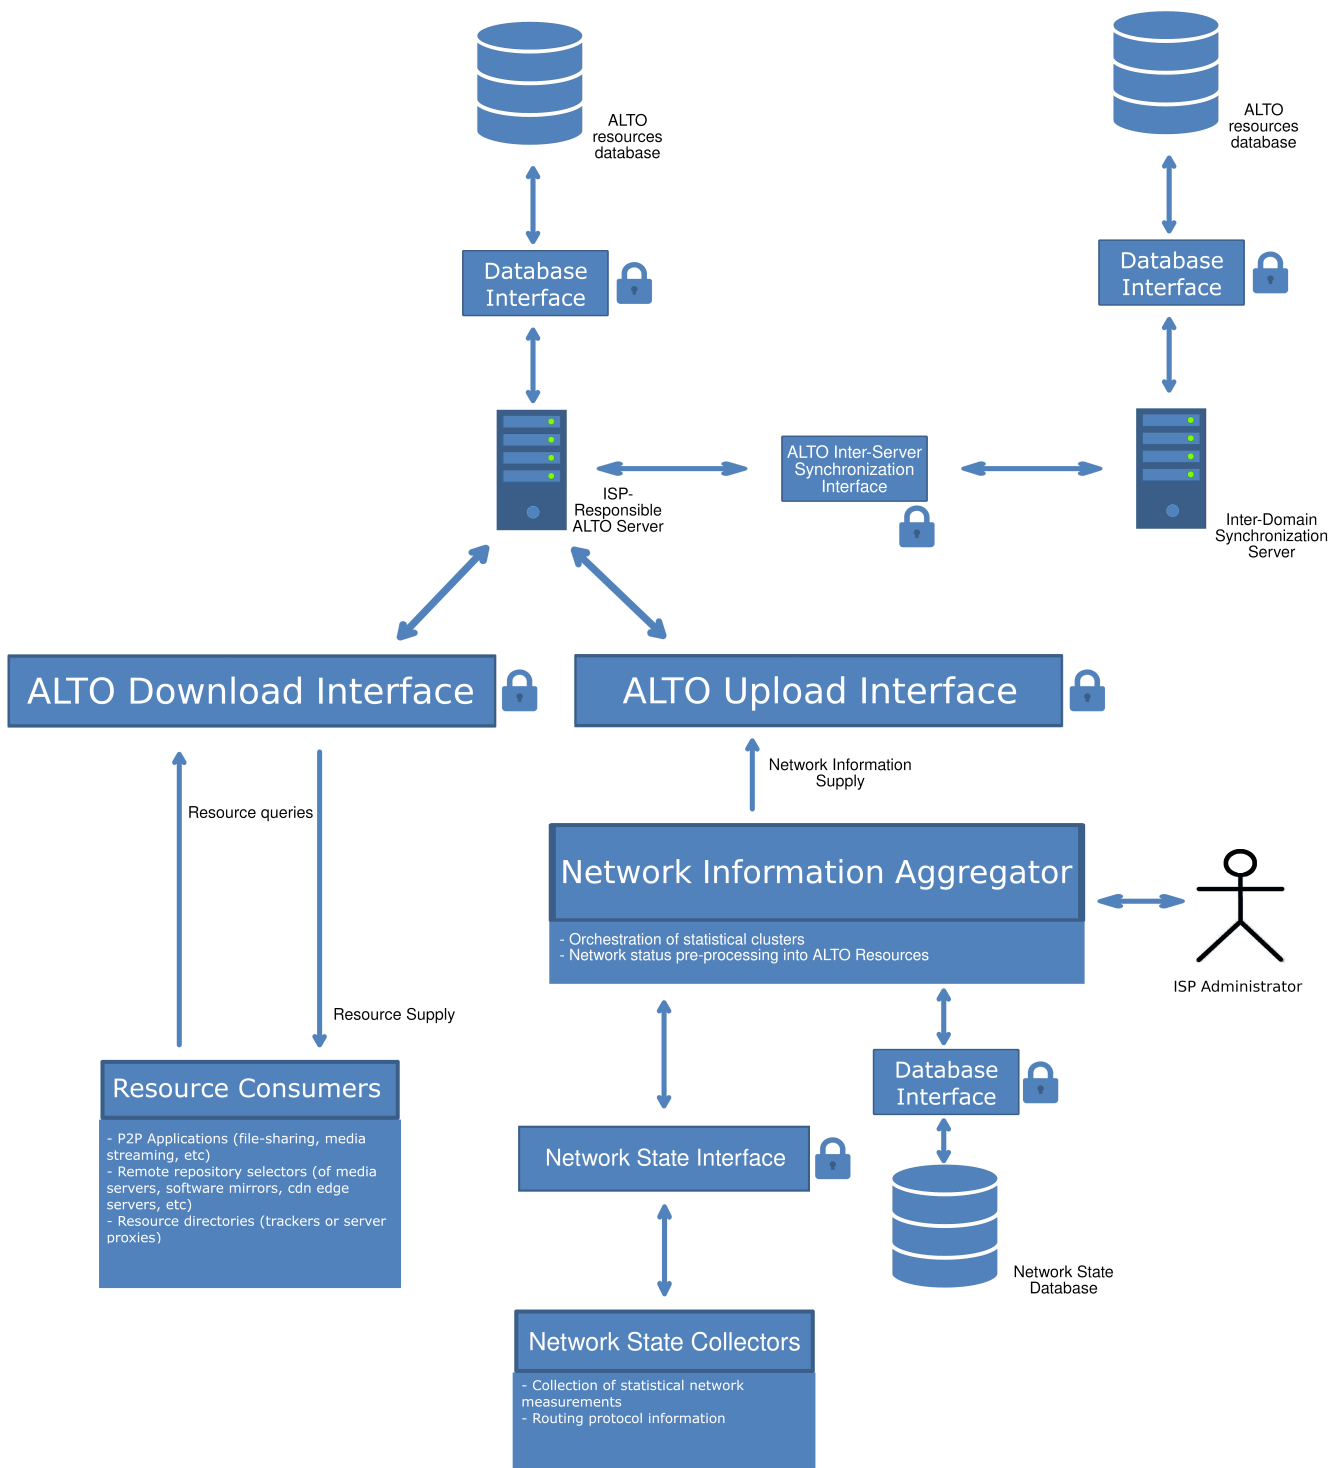 ALTO
resources
database
ALTO
resources
database
Database
Interface
Database
Interface
ALTO Inter-Server
Synchronization
Interface
ISP-
Responsible
ALTO Server
Inter-Domain
Synchronization
Server
ALTO Download Interface
ALTO Upload Interface
Network Information
Supply
Resource queries
Network Information Aggregator
- Orchestration of statistical clusters
- Network status pre-processing into ALTO Resources
ISP Administrator
Resource Supply
Resource Consumers
- P2P Applications (file-sharing, media
streaming, etc)
- Remote repository selectors (of media
servers, software mirrors, cdn edge
servers, etc)
- Resource directories (trackers or server
proxies)
Database
Interface
Network State Interface
Network State
Database
Network State Collectors
- Collection of statistical network
measurements
- Routing protocol information